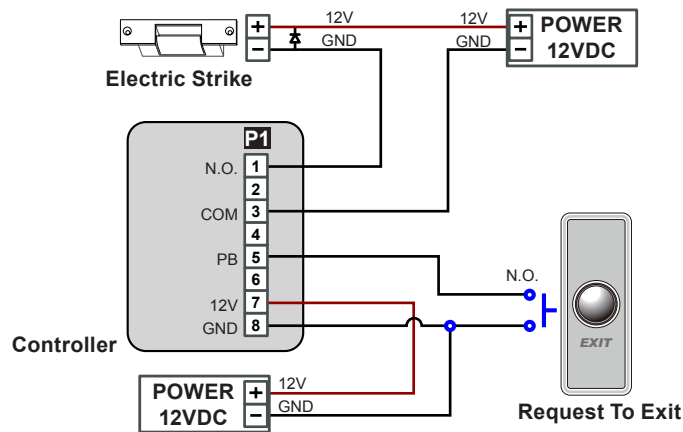 + 12V 12V + POWER
− GND GND − 12VDC
Electric Strike
P1
N.O. 1
2
COM 3
4
PB 5
6
12V 7
GND 8
Controller
N.O.
EXIT
Request To Exit
POWER + 12V
12VDC − GND